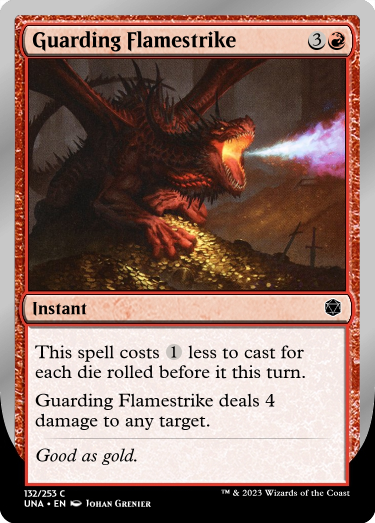 Guarding Flamestrike 3
Instant
This spell costs 1 less to cast for
each die rolled before it this turn.
Guarding Flamestrike deals 4
damage to any target.
Good as gold.
132/253 C
UNA • EN Johan Grenier
™ & 2023 Wizards of the Coast